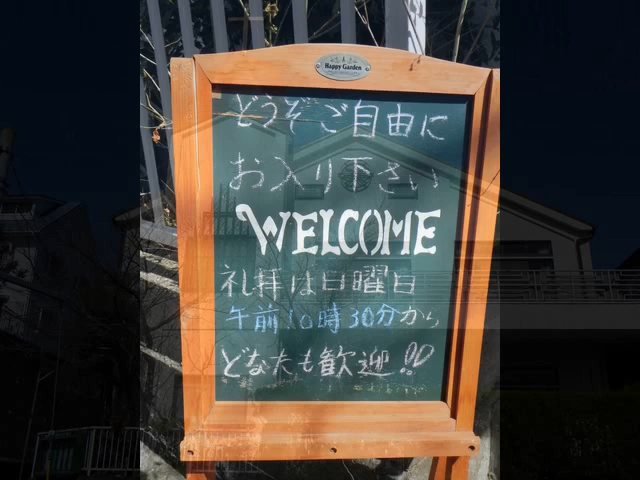 Happy Garden
どうぞご自由に
お入り下さい
WELCOME
礼拝は日曜日
午前10時30分から
どな太も歓迎!!